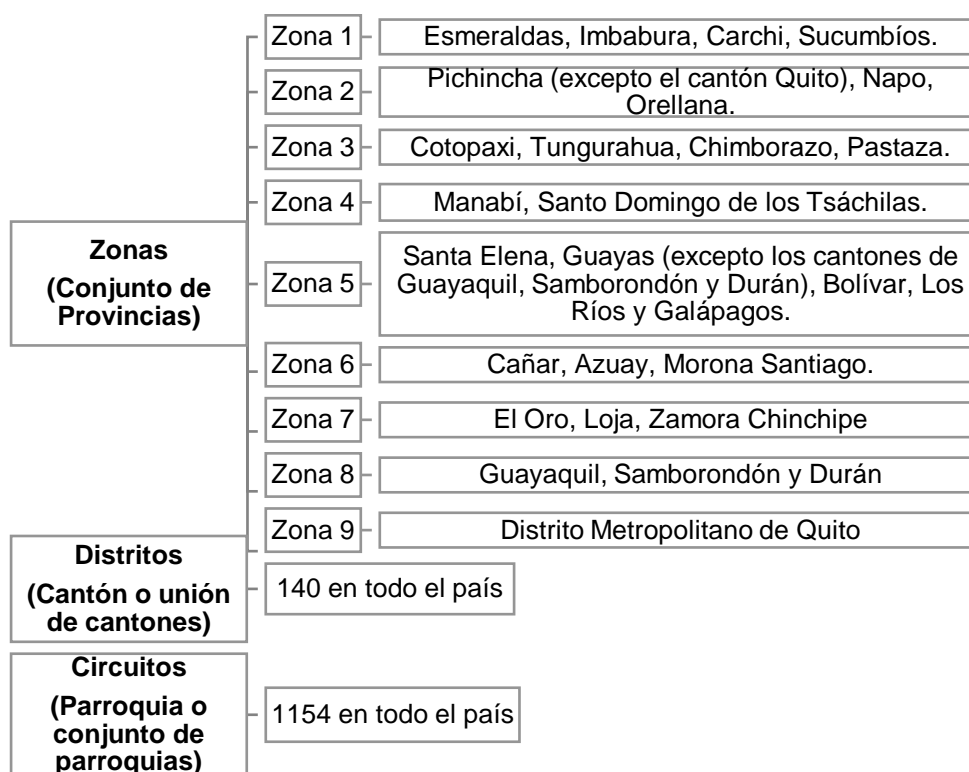 Zonas
(Conjunto de
Provincias)
Zona 1
Esmeraldas, Imbabura, Carchi, Sucumbíos.
Zona 2
Pichincha (excepto el cantón Quito), Napo,
Orellana.
Zona 3
Cotopaxi, Tungurahua, Chimborazo, Pastaza.
Zona 4
Manabí, Santo Domingo de los Tsáchilas.
Zona 5
Santa Elena, Guayas (excepto los cantones de
Guayaquil, Samborondón y Durán), Bolívar, Los
Ríos y Galápagos.
Zona 6
Cañar, Azuay, Morona Santiago.
Zona 7
El Oro, Loja, Zamora Chinchipe
Zona 8
Guayaquil, Samborondón y Durán
Zona 9
Distrito Metropolitano de Quito
Distritos
(Cantón o unión
de cantones)
140 en todo el país
Circuitos
(Parroquia o
conjunto de
parroquias)
1154 en todo el país